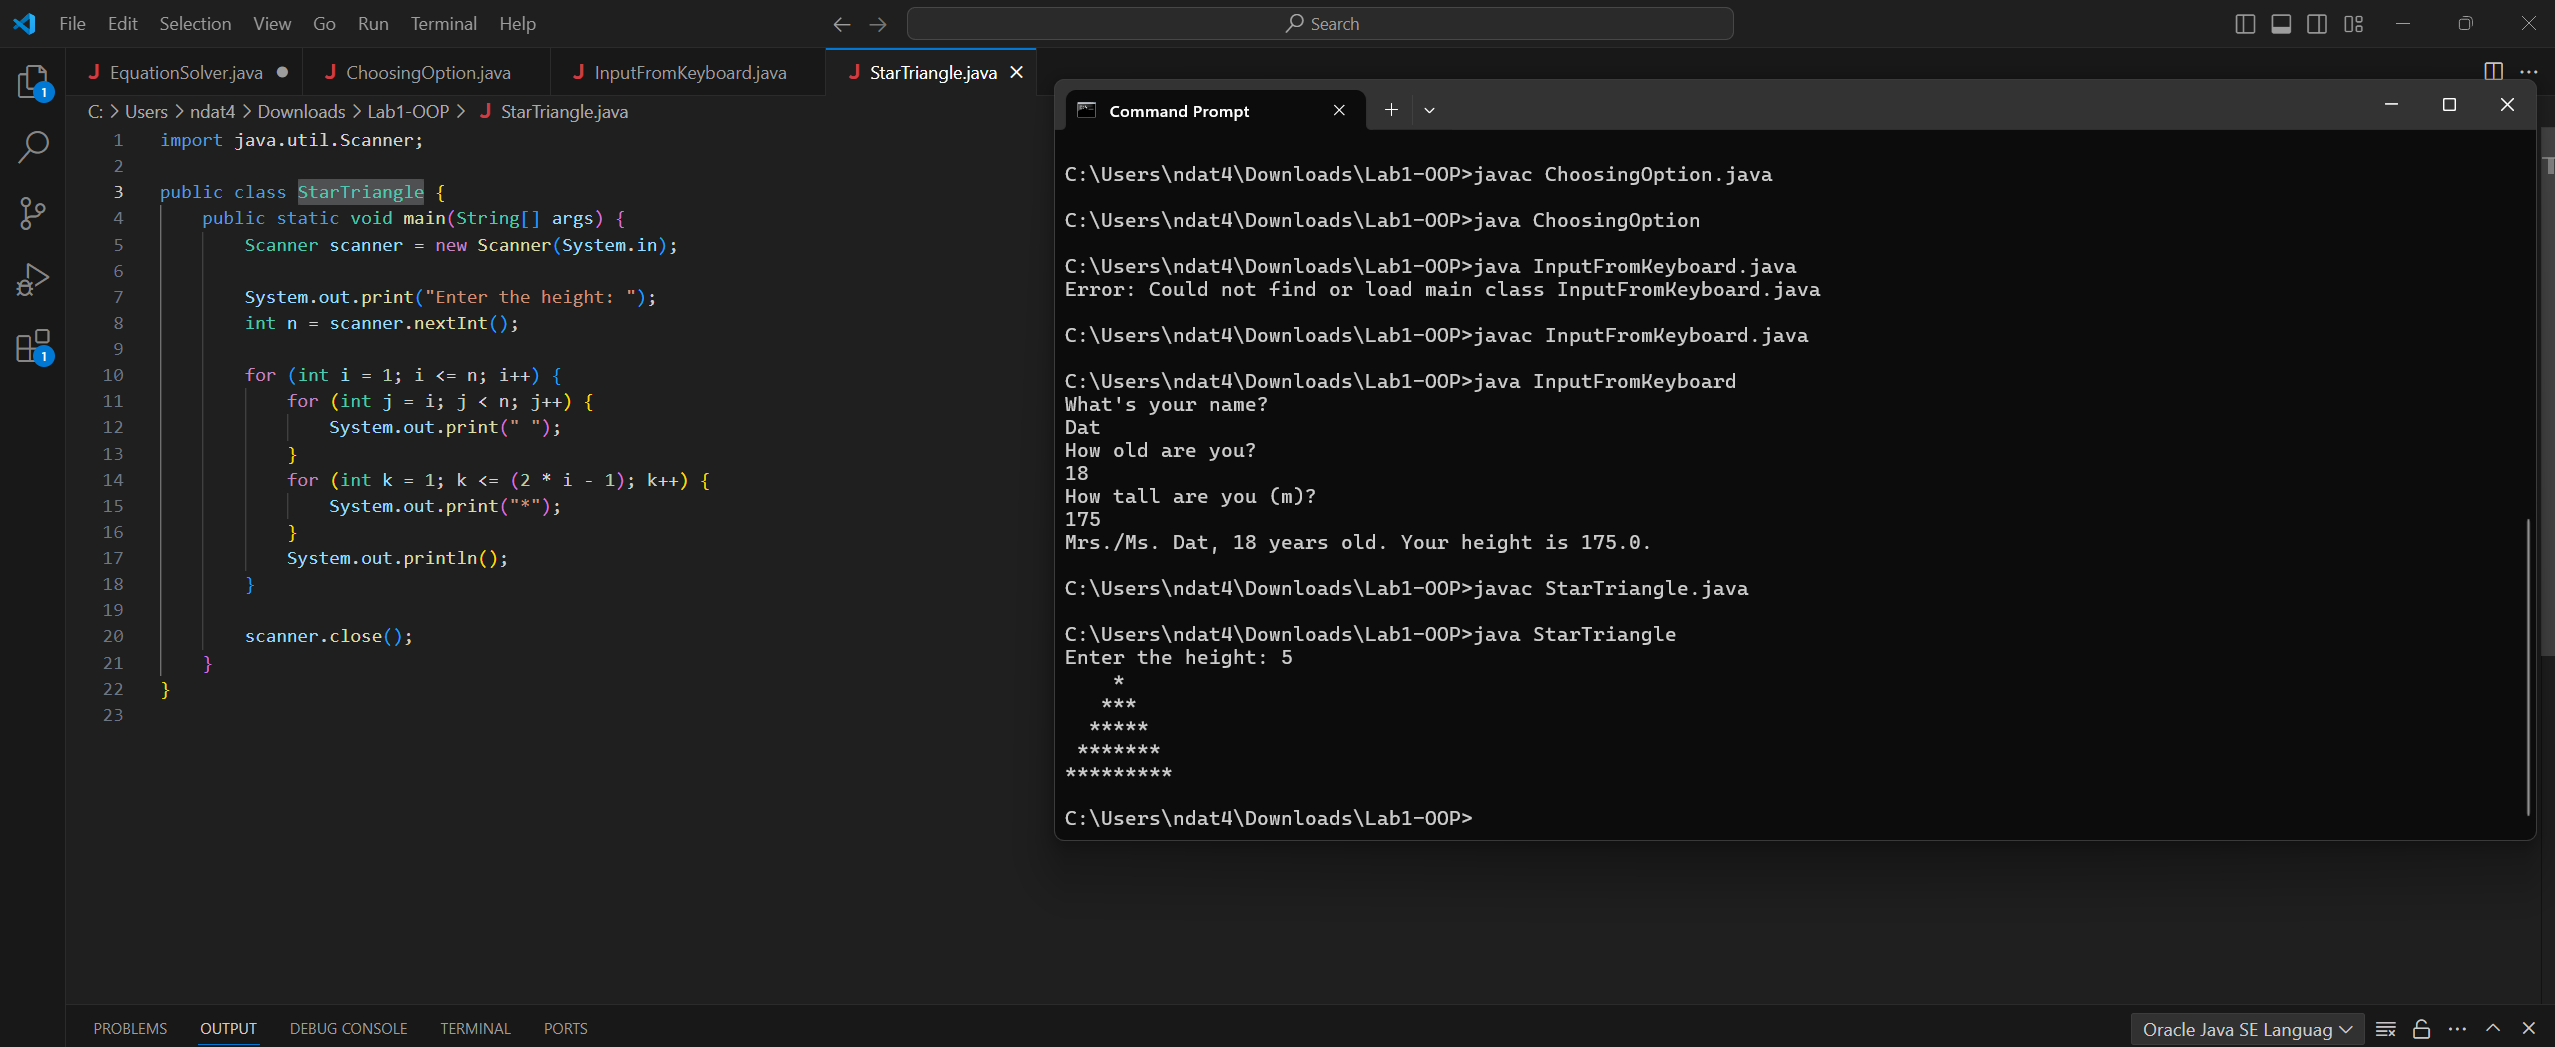 File Edit Selection View Go Run Terminal Help Search
EquationSolver.java ChoosingOption.java InputFromKeyboard.java StarTriangle.java
C: > Users > ndat4 > Downloads > Lab1-OOP > J StarTriangle.java
1 import java.util.Scanner;
2
3 public class StarTriangle {
4 public static void main(String[] args) {
5 Scanner scanner = new Scanner(System.in);
6
7 System.out.print("Enter the height: ");
8 int n = scanner.nextInt();
9
10 for (int i = 1; i <= n; i++) {
11 for (int j = i; j < n; j++) {
12 System.out.print(" ");
13 }
14 for (int k = 1; k <= (2 * i - 1); k++) {
15 System.out.print("*");
16 }
17 System.out.println();
18 }
19
20 scanner.close();
21 }
22 }
23
Command Prompt
C:\Users\ndat4\Downloads\Lab1-OOP>javac ChoosingOption.java
C:\Users\ndat4\Downloads\Lab1-OOP>java ChoosingOption
C:\Users\ndat4\Downloads\Lab1-OOP>java InputFromKeyboard.java
Error: Could not find or load main class InputFromKeyboard.java
C:\Users\ndat4\Downloads\Lab1-OOP>javac InputFromKeyboard.java
C:\Users\ndat4\Downloads\Lab1-OOP>java InputFromKeyboard
What's your name?
Dat
How old are you?
18
How tall are you (m)?
175
Mrs./Ms. Dat, 18 years old. Your height is 175.0.
C:\Users\ndat4\Downloads\Lab1-OOP>javac StarTriangle.java
C:\Users\ndat4\Downloads\Lab1-OOP>java StarTriangle
Enter the height: 5
    *
   ***
  *****
 *******
*********
C:\Users\ndat4\Downloads\Lab1-OOP>
PROBLEMS OUTPUT DEBUG CONSOLE TERMINAL PORTS Oracle Java SE Languag
1
1